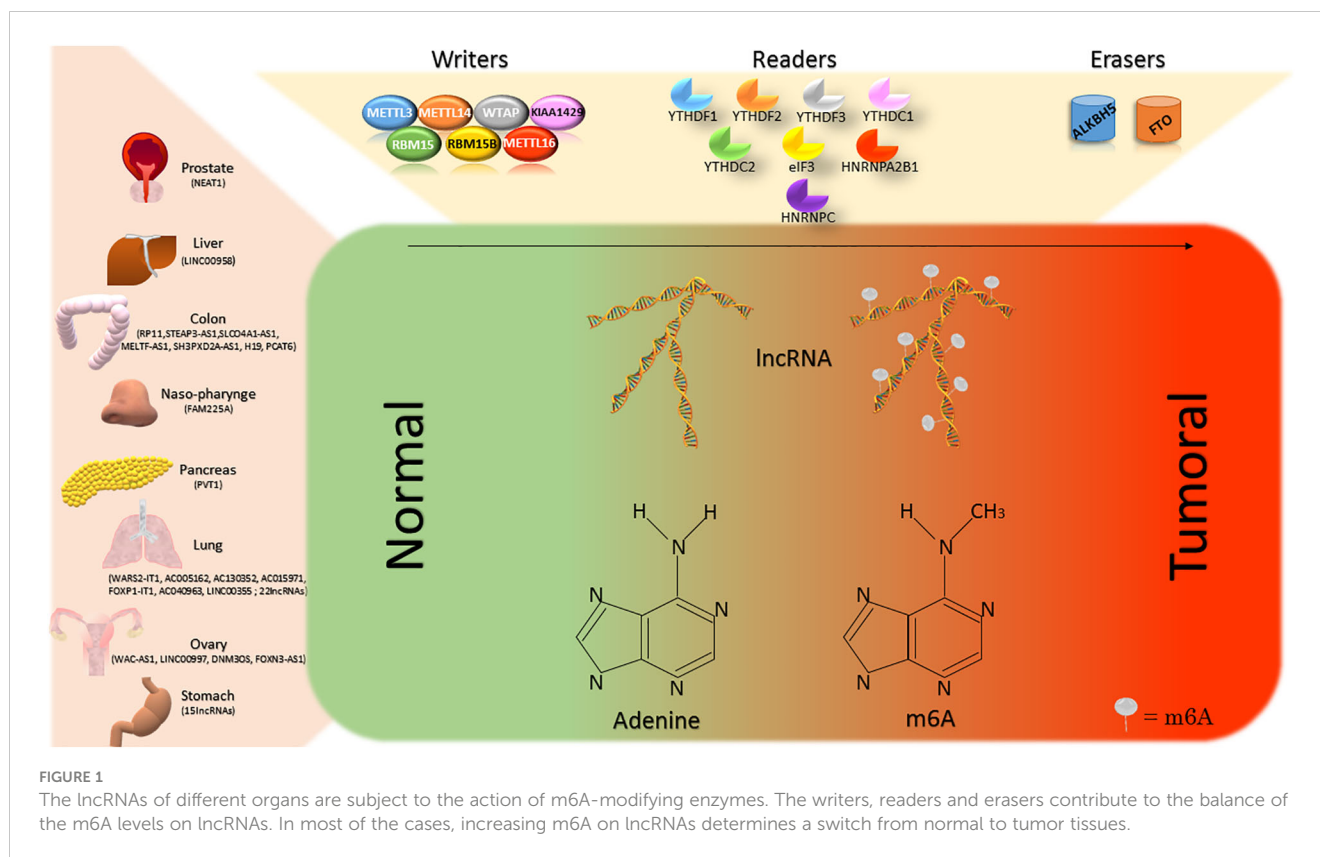 Writers
Readers
Erasers
METTL3
METTL14
WTAP
KIAA1429
RBM15
RBM15B
METTL16
YTHDF1
YTHDF2
YTHDF3
YTHDC1
YTHDC2
eIF3
HNRNPA2B1
HNRNPC
ALKBH5
FTO
Prostate
(NEAT1)
Liver
(LINC00958)
Colon
(RP11,STEAP3-AS1,SLCO4A1-AS1,
MELTF-AS1, SH3PXD2A-AS1, H19, PCAT6)
Naso-pharynge
(FAM225A)
Pancreas
(PVT1)
Lung
(WARS2-IT1, AC005162, AC130352, AC015971,
FOXP1-IT1, AC040963, LINC00355 ; 22lncRNAs)
Ovary
(WAC-AS1, LINC00997, DNM3OS, FOXN3-AS1)
Stomach
(15lncRNAs)
Normal
lncRNA
Tumoral
H
H
N
N
N
N
N
Adenine
H
CH3
N
N
N
N
N
m6A
= m6A
FIGURE 1
The lncRNAs of different organs are subject to the action of m6A-modifying enzymes. The writers, readers and erasers contribute to the balance of
the m6A levels on lncRNAs. In most of the cases, increasing m6A on lncRNAs determines a switch from normal to tumor tissues.